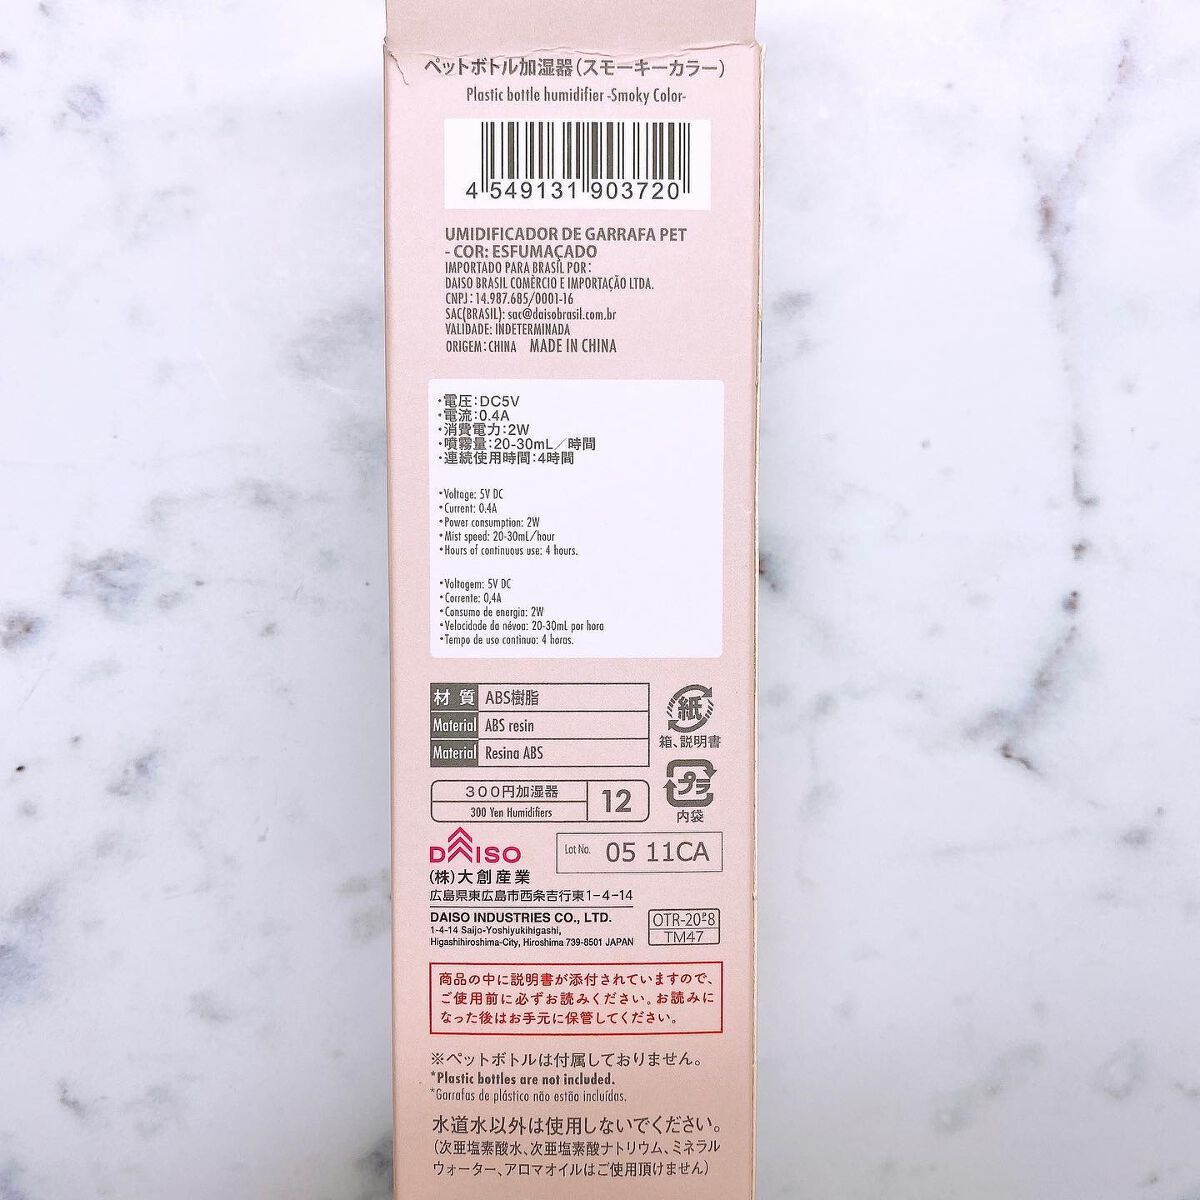 ペットボトル加湿器(スモーキーカラー)
Plastic bottle humidifier -Smoky Color-
4 549131 903720
UMIDIFICADOR DE GARRAFA PET
- COR: ESFUMAÇADO
IMPORTADO PARA BRASIL POR:
DAISO BRASIL COMÈRCIO E IMPORTAÇÃO LTDA.
CNPJ: 14.987.685/0001-16
SAC(BRASIL): sac@daisobrasil.com.br
VALIDADE: INDETERMINADA
ORIGEM: CHINA MADE IN CHINA
・電圧:DC5V
・電流:0.4A
・消費電力:2W
・噴霧量:20-30mL/時間
・連続使用時間:4時間
・Voltage: 5V DC
・Current: 0.4A
・Power consumption: 2W
・Mist speed: 20-30mL/hour
・Hours of continuous use: 4 hours.
・Voltagem: 5V DC
・Corrente: 0,4A
・Consumo de energia: 2W
・Velocidade da névoa: 20-30mL por hora
・Tempo de uso continuo: 4 horas.
材質 ABS樹脂
Material ABS resin
Material Resina ABS
紙
箱、説明書
プラ
内袋
300円加湿器
300 Yen Humidifiers
12
DAISO
Lot No. 05 11CA
(株)大創産業
広島県東広島市西条吉行東1-4-14
DAISO INDUSTRIES CO., LTD.
1-4-14 Saijo-Yoshiyukihigashi,
Higashihiroshima-City, Hiroshima 739-8501 JAPAN
TM47
商品の中に説明書が添付されていますので、
ご使用前に必ずお読みください。お読みに
なった後はお手元に保管してください。
※ペットボトルは付属しておりません。
*Plastic bottles are not included.
*Garrafas de plástico não estão incluídas.
水道水以外は使用しないでください。
(次亜塩素酸水、次亜塩素酸ナトリウム、ミネラル
ウォーター、アロマオイルはご使用頂けません)